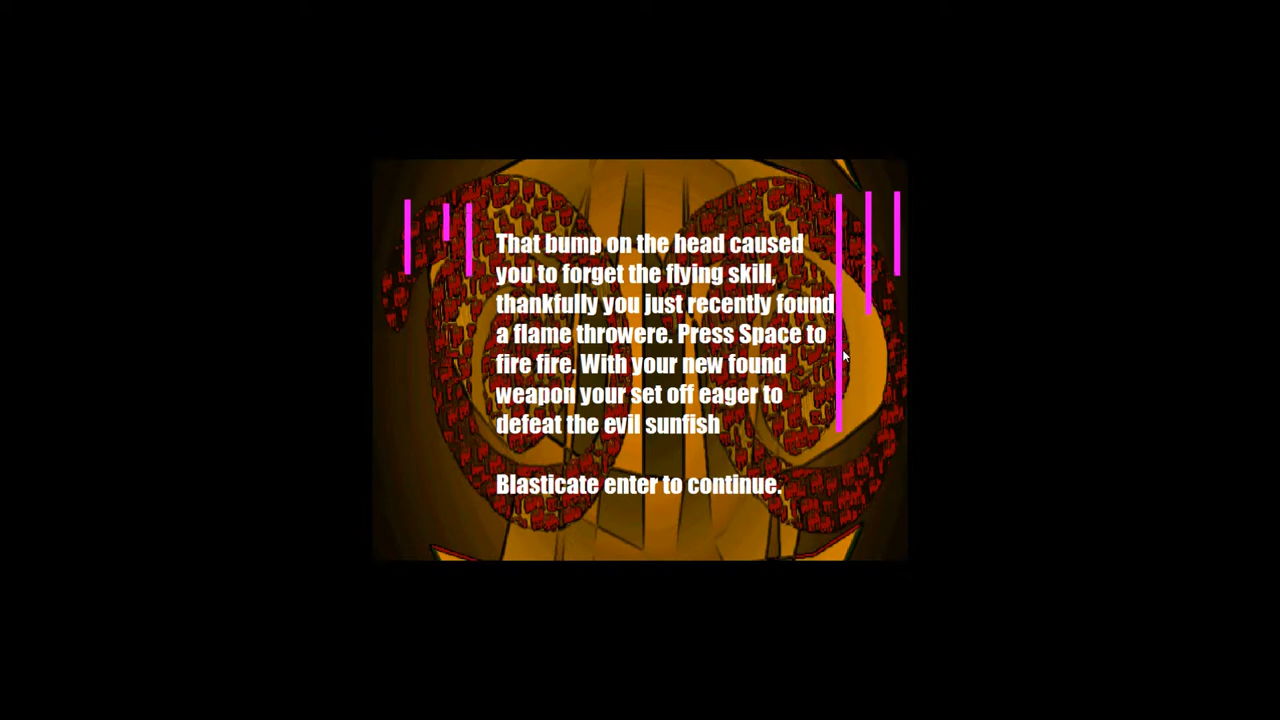 That bump on the head caused
you to forget the flying skill,
thankfully you just recently found
a flame throwere. Press Space to
fire fire. With your new found
weapon your set off eager to
defeat the evil sunfish
Blasticate enter to continue.